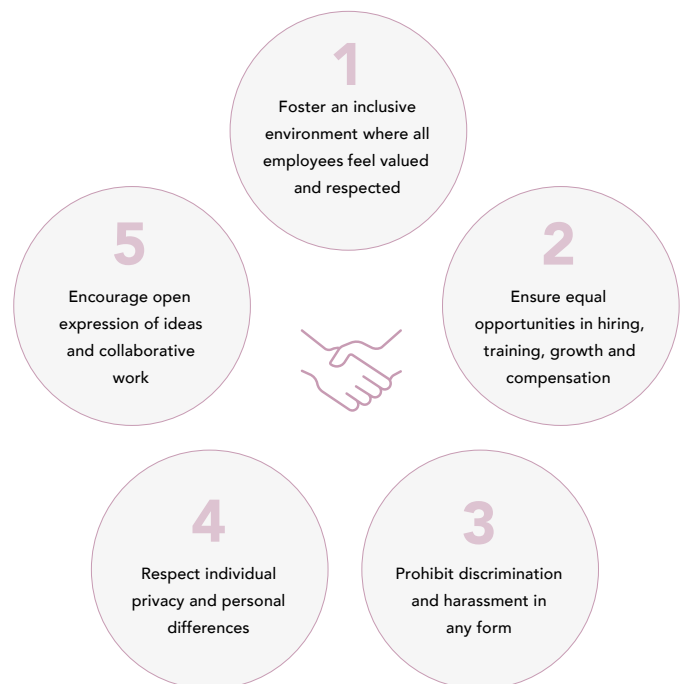 1
Foster an inclusive
environment where all
employees feel valued
and respected
2
Ensure equal
opportunities in hiring,
training, growth and
compensation
3
Prohibit discrimination
and harassment in
any form
4
Respect individual
privacy and personal
differences
5
Encourage open
expression of ideas
and collaborative
work